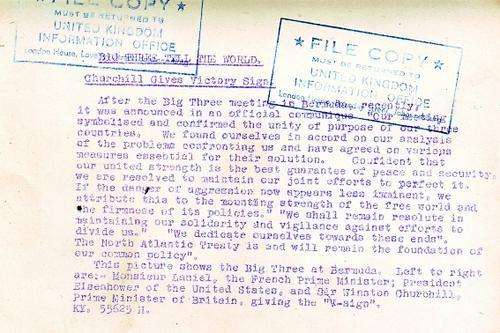 FILE COPY
MUST BE RETURNED TO
UNITED KINGDOM
INFORMATION OFFICE
London House, Love
★ FILE COPY ★
MUST BE RETURNED TO
UNITED KINGDOM
INFORMATION OFFICE
London
BIG THREE TELL THE WORLD.
Churchill Gives Victory Sign.
After the Big Three meeting in Bermuda, recently,
it was announced in an official communique "Our meeting
symbolised and confirmed the unity of purpose of our three
countries. We found ourselves in accord on our analysis
of the problems confronting us and have agreed on various
measures essential for their solution. Confident that
our united strength is the best guarantee of peace and security,
we are resolved to maintain our joint efforts to perfect it.
If the danger of aggression now appears less imminent, we
attribute this to the mounting strength of the free world and
the firmness of its policies." "We shall remain resolute in
maintaining our solidarity and vigilance against efforts to
divide us." "We dedicate ourselves towards these ends".
The North Atlantic Treaty is and will remain the foundation of
our common policy".
This picture shows the Big Three at Bermuda. Left to right
are:- Monsieur Laniel, the French Prime Minister; President
Eisenhower of the United States, and Sir Winston Churchill,
Prime Minister of Britain, giving the "V-sign".
KY. 55625 H.